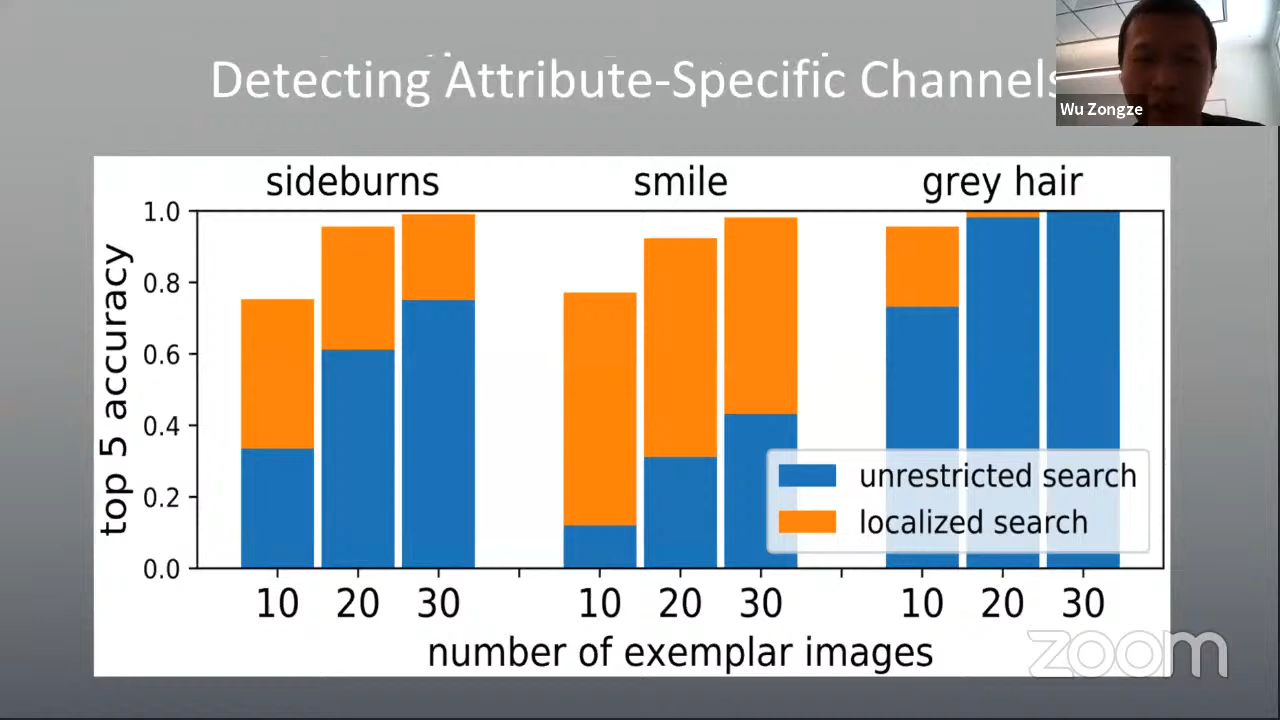 Detecting Attribute-Specific Channels
Wu Zongze
sideburns smile grey hair
1.0
0.8
0.6
0.4
0.2
0.0
top 5 accuracy
unrestricted search
localized search
10 20 30 10 20 30 10 20 30
number of exemplar images
zoom